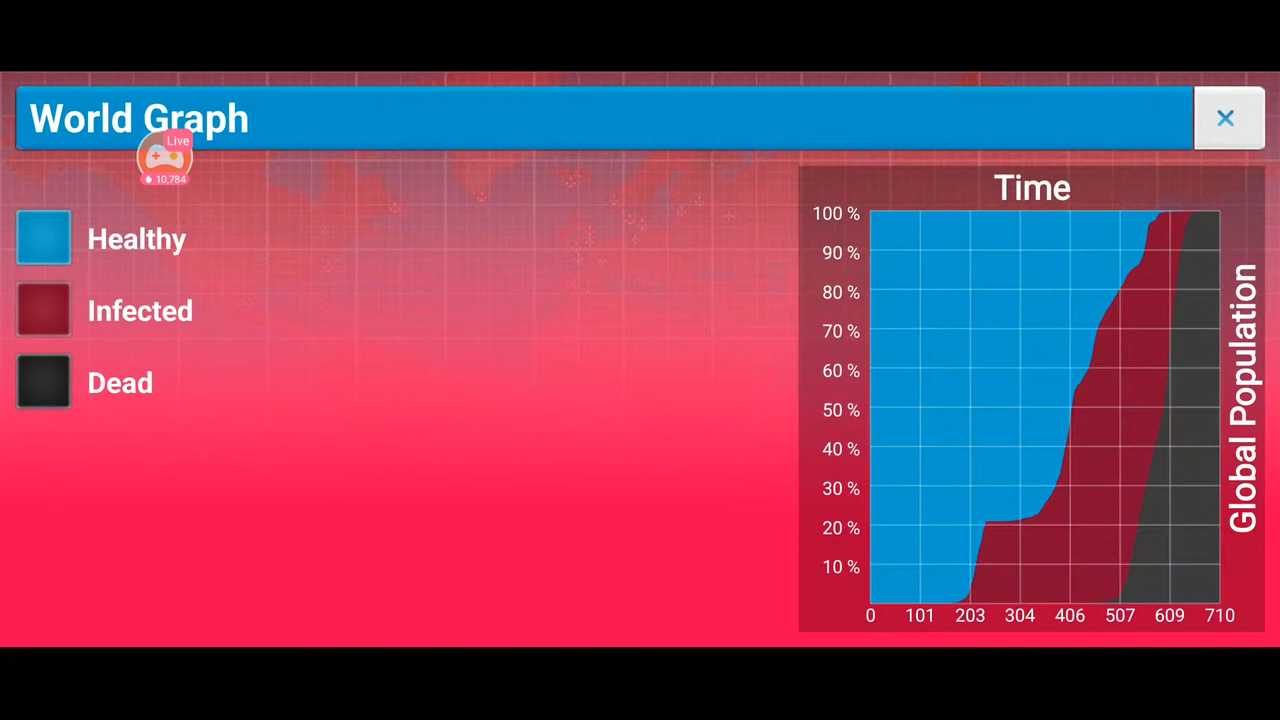 World Graph
Live
10,784
Healthy
Infected
Dead
Time
100 %
90 %
80 %
70 %
60 %
50 %
40 %
30 %
20 %
10 %
0 101 203 304 406 507 609 710
Global Population